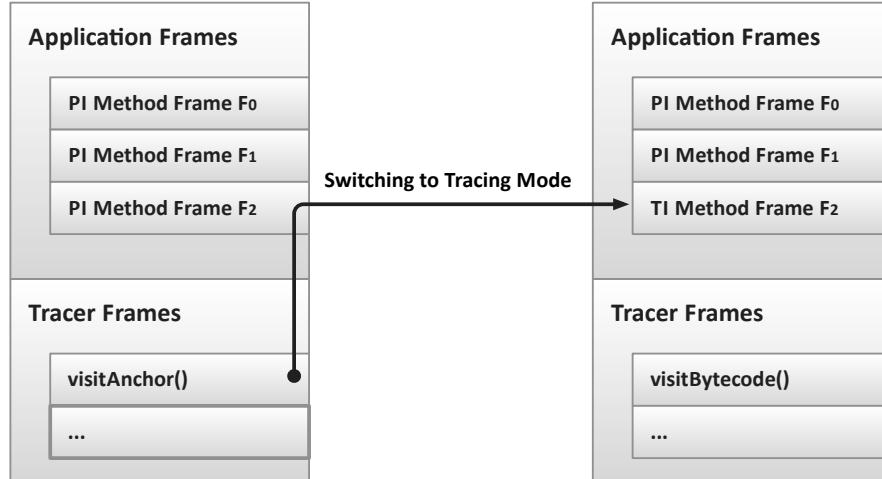 Application Frames
PI Method Frame F0
PI Method Frame F1
PI Method Frame F2
Tracer Frames
visitAnchor()
...
Switching to Tracing Mode
Application Frames
PI Method Frame F0
PI Method Frame F1
TI Method Frame F2
Tracer Frames
visitBytecode()
...